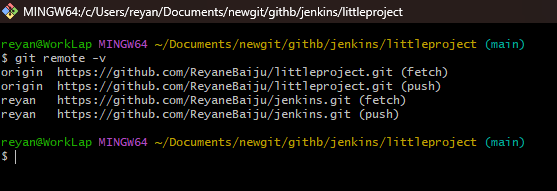 MINGW64:/c/Users/reyan/Documents/newgit/githb/jenkins/littleproject
reyan@WorkLap MINGW64 ~/Documents/newgit/githb/jenkins/littleproject (main)
$ git remote -v
origin  https://github.com/ReyaneBaiju/littleproject.git (fetch)
origin  https://github.com/ReyaneBaiju/littleproject.git (push)
reyan   https://github.com/ReyaneBaiju/jenkins.git (fetch)
reyan   https://github.com/ReyaneBaiju/jenkins.git (push)
reyan@WorkLap MINGW64 ~/Documents/newgit/githb/jenkins/littleproject (main)
$